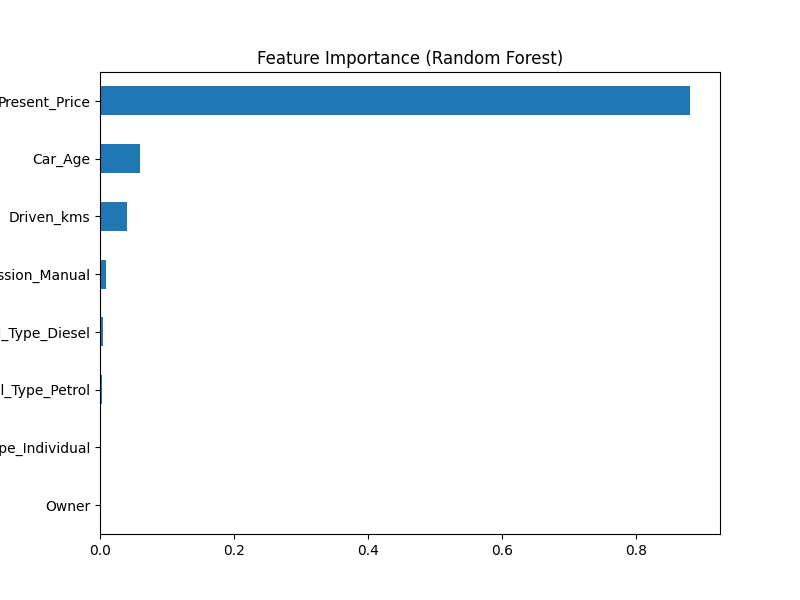 Feature Importance (Random Forest)
Present_Price
Car_Age
Driven_kms
ssion_Manual
l_Type_Diesel
l_Type_Petrol
pe_Individual
Owner
0.0 0.2 0.4 0.6 0.8